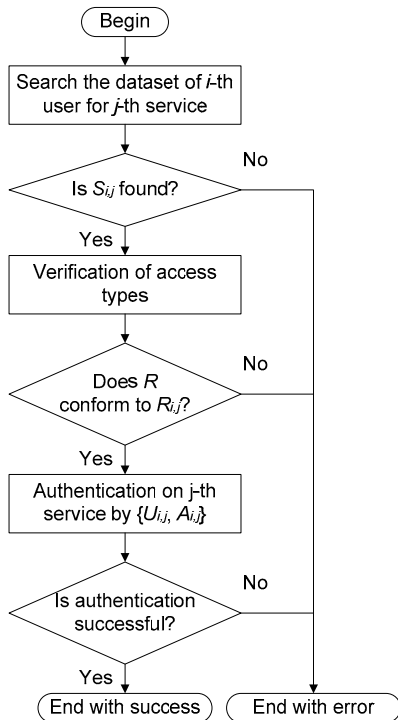 Begin
Search the dataset of i-th
user for j-th service
No
Is Si,j found?
Yes
Verification of access
types
No
Does R
conform to Ri,j?
Yes
Authentication on j-th
service by {Ui,j, Ai,j}
No
Is authentication
successful?
Yes
End with success
End with error